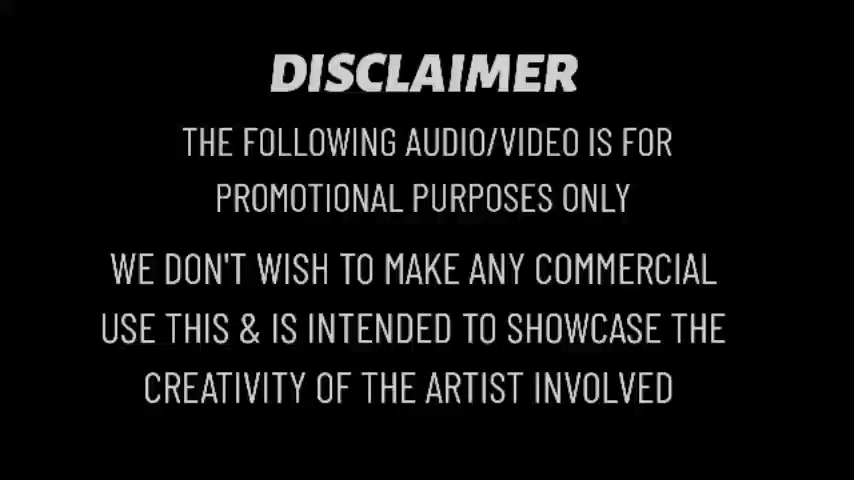 DISCLAIMER
THE FOLLOWING AUDIO/VIDEO IS FOR
PROMOTIONAL PURPOSES ONLY
WE DON'T WISH TO MAKE ANY COMMERCIAL
USE THIS & IS INTENDED TO SHOWCASE THE
CREATIVITY OF THE ARTIST INVOLVED